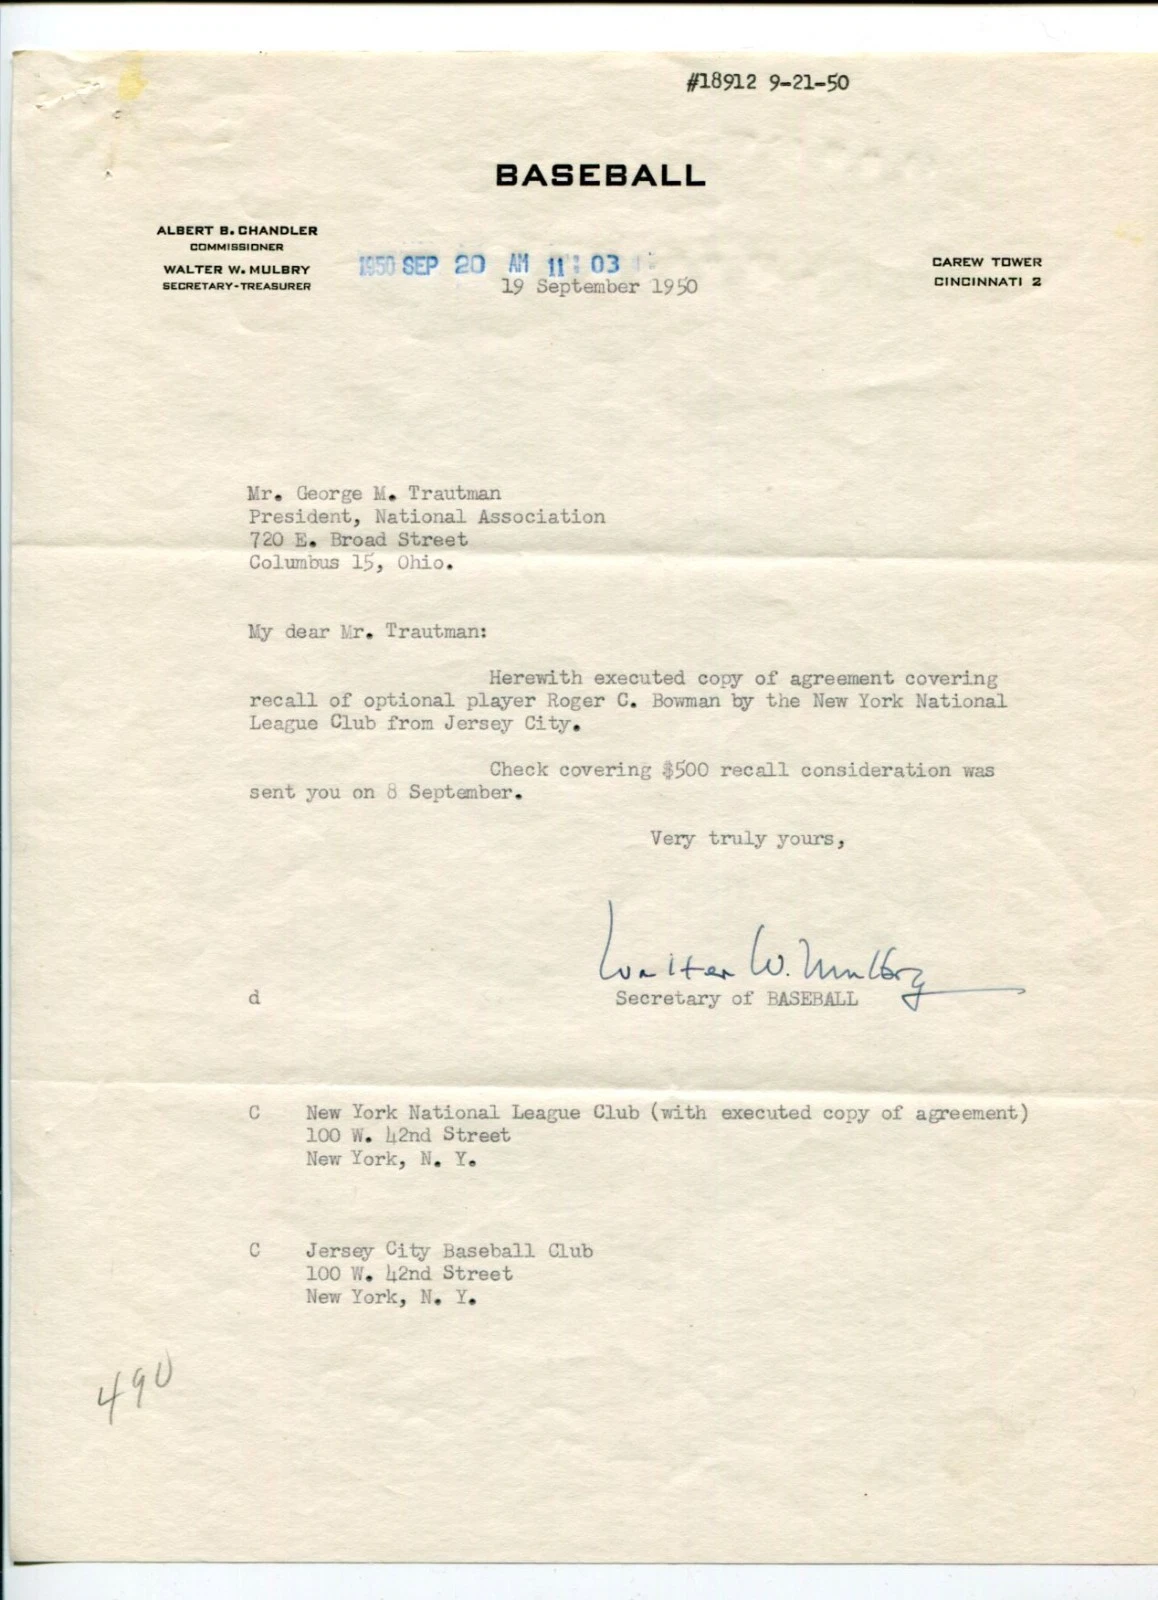 #18912 9-21-50
BASEBALL
ALBERT B. CHANDLER
COMMISSIONER
WALTER W. MULBRY
SECRETARY-TREASURER
1950 SEP 20 AM 11:03
19 September 1950
CAREW TOWER
CINCINNATI 2
Mr. George M. Trautman
President, National Association
720 E. Broad Street
Columbus 15, Ohio.
My dear Mr. Trautman:
Herewith executed copy of agreement covering
recall of optional player Roger C. Bowman by the New York National
League Club from Jersey City.
Check covering $500 recall consideration was
sent you on 8 September.
Very truly yours,
Walter W. Mulbry
d
Secretary of BASEBALL
C New York National League Club (with executed copy of agreement)
100 W. 42nd Street
New York, N. Y.
C Jersey City Baseball Club
100 W. 42nd Street
New York, N. Y.
490